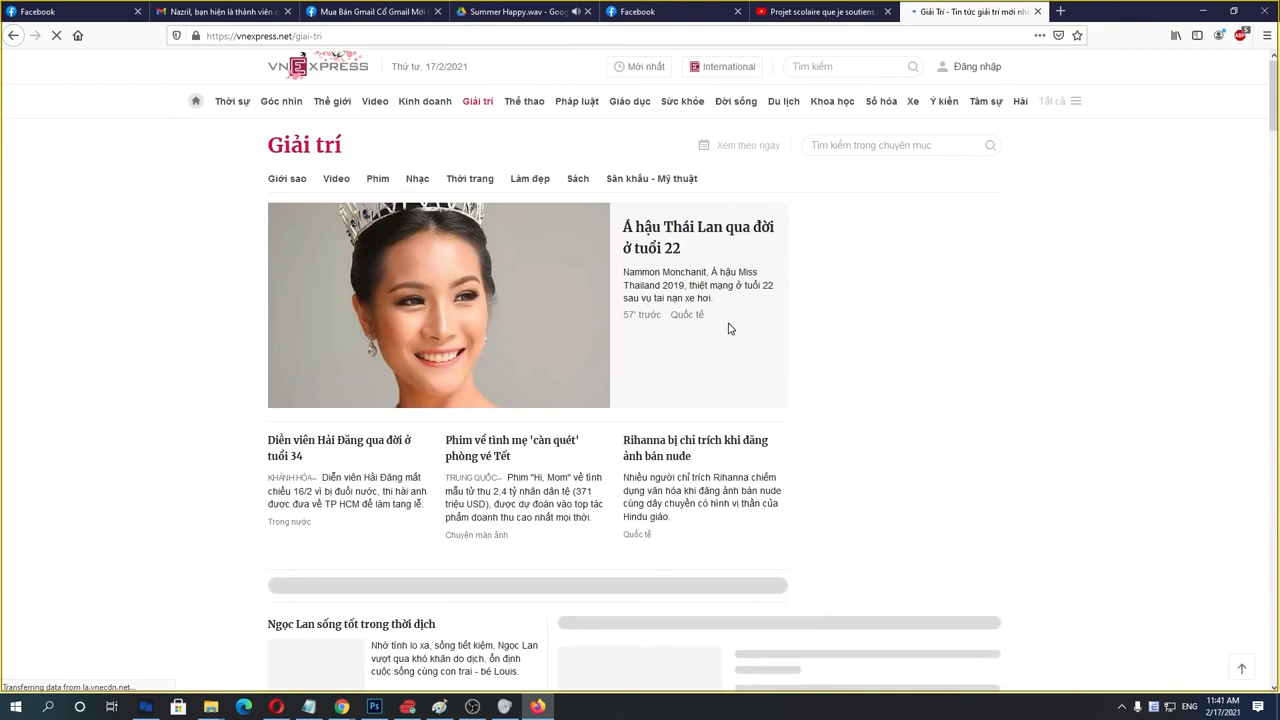 Facebook
Nazril, bạn hiện là thành viên c
Mua Bán Gmail Cổ Gmail Mới
Summer Happy.wav - Goog
Facebook
Projet scolaire que je soutiens
Giải Trí - Tin tức giải trí mới nhấ
https://vnexpress.net/giai-tri
VNEXPRESS
Thứ tư, 17/2/2021
Mới nhất
International
Tìm kiếm
Đăng nhập
Thời sự Góc nhìn Thế giới Video Kinh doanh Giải trí Thể thao Pháp luật Giáo dục Sức khỏe Đời sống Du lịch Khoa học Số hóa Xe Ý kiến Tâm sự Hài Tất cả
Giải trí
Xem theo ngày
Tìm kiếm trong chuyên mục
Giới sao Video Phim Nhạc Thời trang Làm đẹp Sách Sân khấu - Mỹ thuật
Á hậu Thái Lan qua đời
ở tuổi 22
Nammon Monchanit, Á hậu Miss
Thailand 2019, thiệt mạng ở tuổi 22
sau vụ tai nạn xe hơi.
57' trước Quốc tế
Diễn viên Hải Đăng qua đời ở
tuổi 34
KHÁNH HÒA– Diễn viên Hải Đăng mất
chiều 16/2 vì bị đuối nước, thi hài anh
được đưa về TP HCM để làm tang lễ.
Trong nước
Phim về tình mẹ 'càn quét'
phòng vé Tết
TRUNG QUỐC– Phim "Hi, Mom" về tình
mẫu tử thu 2,4 tỷ nhân dân tệ (371
triệu USD), được dự đoán vào top tác
phẩm doanh thu cao nhất mọi thời.
Chuyện màn ảnh
Rihanna bị chỉ trích khi đăng
ảnh bán nude
Nhiều người chỉ trích Rihanna chiếm
dụng văn hóa khi đăng ảnh bán nude
cùng dây chuyền có hình vị thần của
Hindu giáo.
Quốc tế
Ngọc Lan sống tốt trong thời dịch
Nhờ tính lo xa, sống tiết kiệm, Ngọc Lan
vượt qua khó khăn do dịch, ổn định
cuộc sống cùng con trai - bé Louis.
Transferring data from la.vnecdn.net...
11:41 AM
2/17/2021